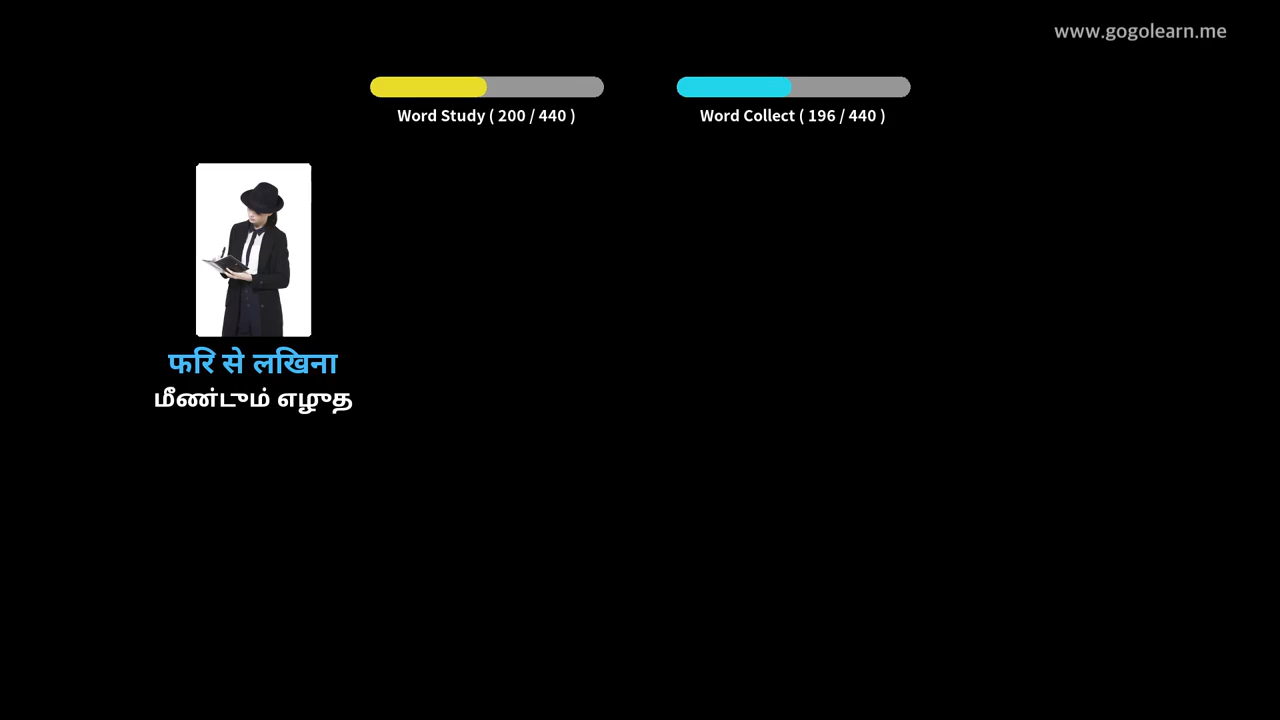 www.gogolearn.me
Word Study ( 200 / 440 )
Word Collect ( 196 / 440 )
फरि से लखिना
மீண்டும் எழுத